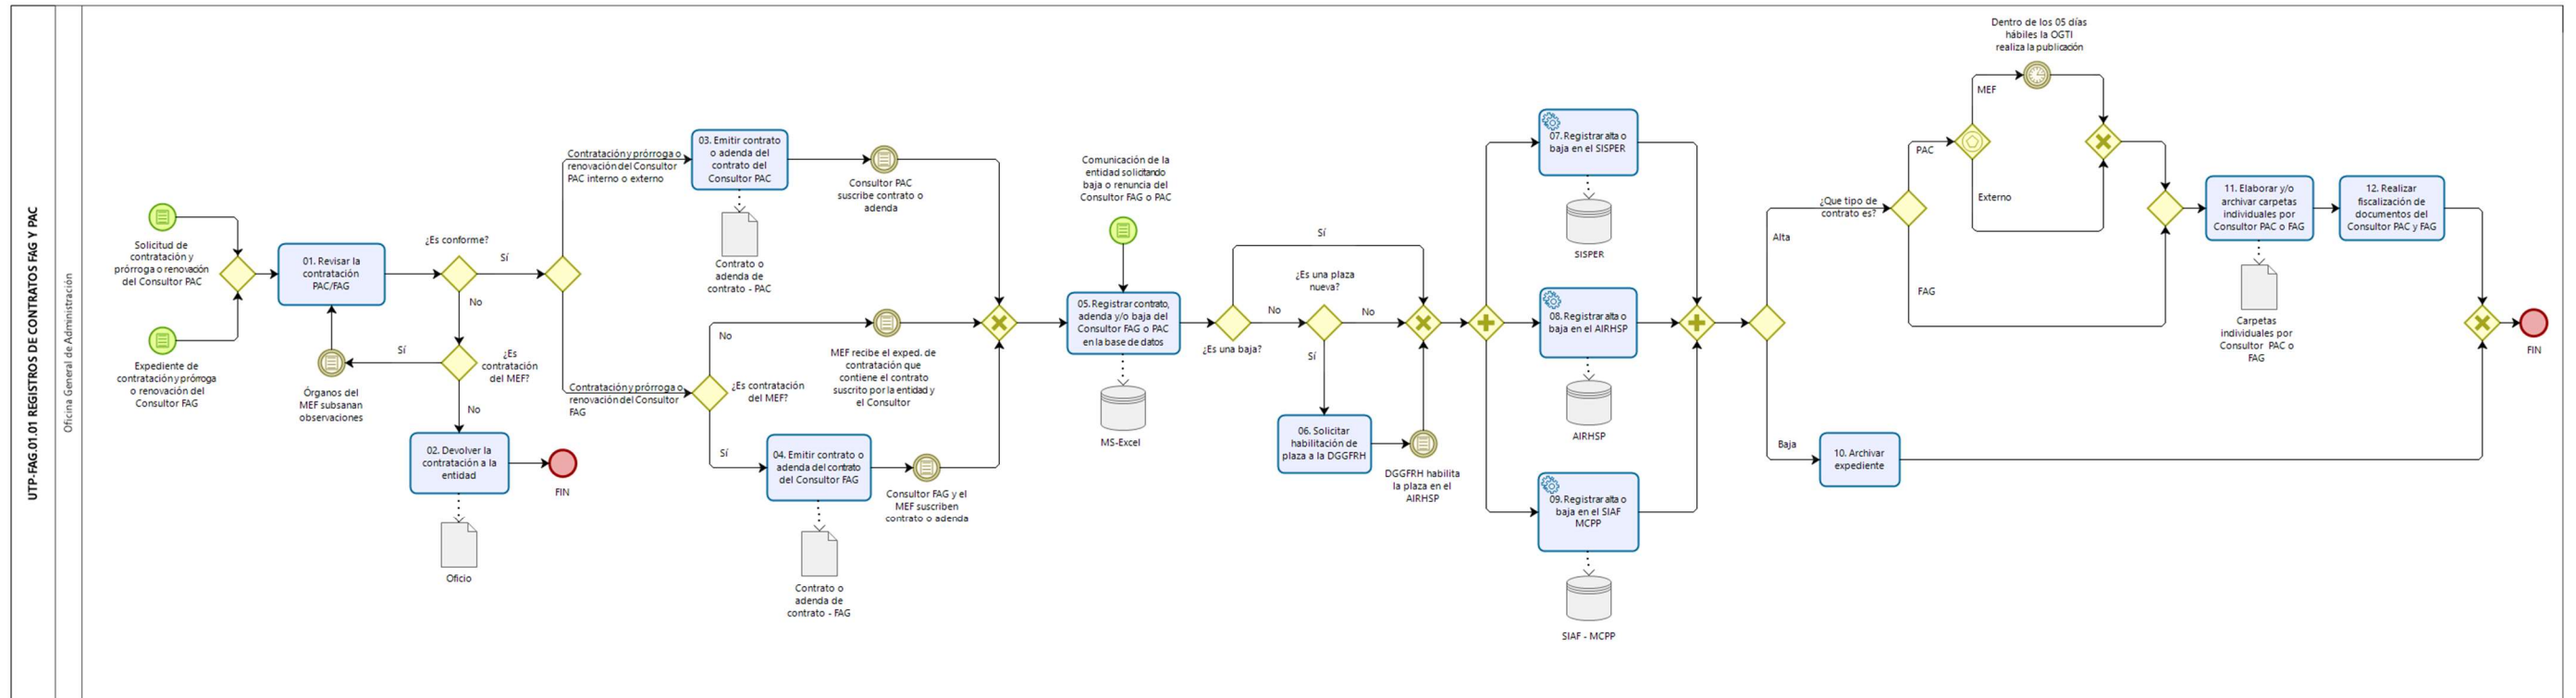 UTP-FAG.01.01 REGISTROS DE CONTRATOS FAG Y PAC
Oficina General de Administración
Solicitud de
contratación y
prórroga o renovación
del Consultor PAC
Expediente de
contratación y prórroga
o renovación del
Consultor FAG
01. Revisar la
contratación
PAC/FAG
¿Es conforme?
Sí
No
¿Es
contratación
del MEF?
Sí
Órganos del
MEF subsanan
observaciones
No
02. Devolver la
contratación a la
entidad
FIN
Oficio
Contratación y prórroga o
renovación del Consultor
PAC interno o externo
03. Emitir contrato
o adenda del
contrato del
Consultor PAC
Contrato o
adenda de
contrato - PAC
Consultor PAC
suscribe contrato o
adenda
Contratación y prórroga o
renovación del Consultor
FAG
¿Es contratación
del MEF?
No
MEF recibe el exped. de
contratación que
contiene el contrato
suscrito por la entidad y
el Consultor
Sí
04. Emitir contrato o
adenda del contrato
del Consultor FAG
Contrato o
adenda de
contrato - FAG
Consultor FAG y el
MEF suscriben
contrato o adenda
Comunicación de la
entidad solicitando
baja o renuncia del
Consultor FAG o PAC
05. Registrar contrato,
adenda y/o baja del
Consultor FAG o PAC
en la base de datos
MS-Excel
¿Es una baja?
Sí
No
¿Es una plaza
nueva?
No
Sí
06. Solicitar
habilitación de
plaza a la DGGFRH
DGGFRH habilita
la plaza en el
AIRHSP
07. Registrar alta o
baja en el SISPER
SISPER
08. Registrar alta o
baja en el AIRHSP
AIRHSP
09. Registrar alta o
baja en el SIAF
MCPP
SIAF - MCPP
Alta
¿Que tipo de
contrato es?
PAC
MEF
Dentro de los 05 días
hábiles la OGTI
realiza la publicación
Externo
FAG
11. Elaborar y/o
archivar carpetas
individuales por
Consultor PAC o FAG
Carpetas
individuales por
Consultor PAC o
FAG
12. Realizar
fiscalización de
documentos del
Consultor PAC y FAG
Baja
10. Archivar
expediente
FIN